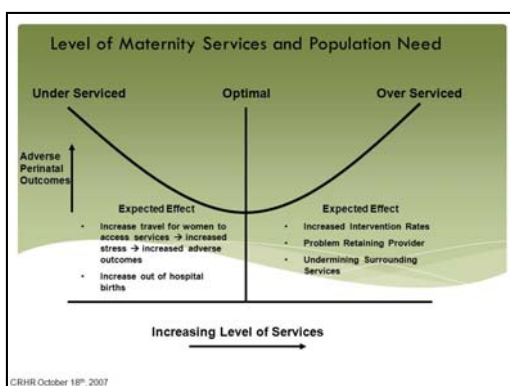 Level of Maternity Services and Population Need
Under Serviced
Optimal
Over Serviced
Adverse
Perinatal
Outcomes
Expected Effect
• Increase travel for women to
access services → increased
stress → increased adverse
outcomes
• Increase out of hospital
births
Expected Effect
• Increased Intervention Rates
• Problem Retaining Provider
• Undermining Surrounding
Services
Increasing Level of Services
CRHR October 18th, 2007